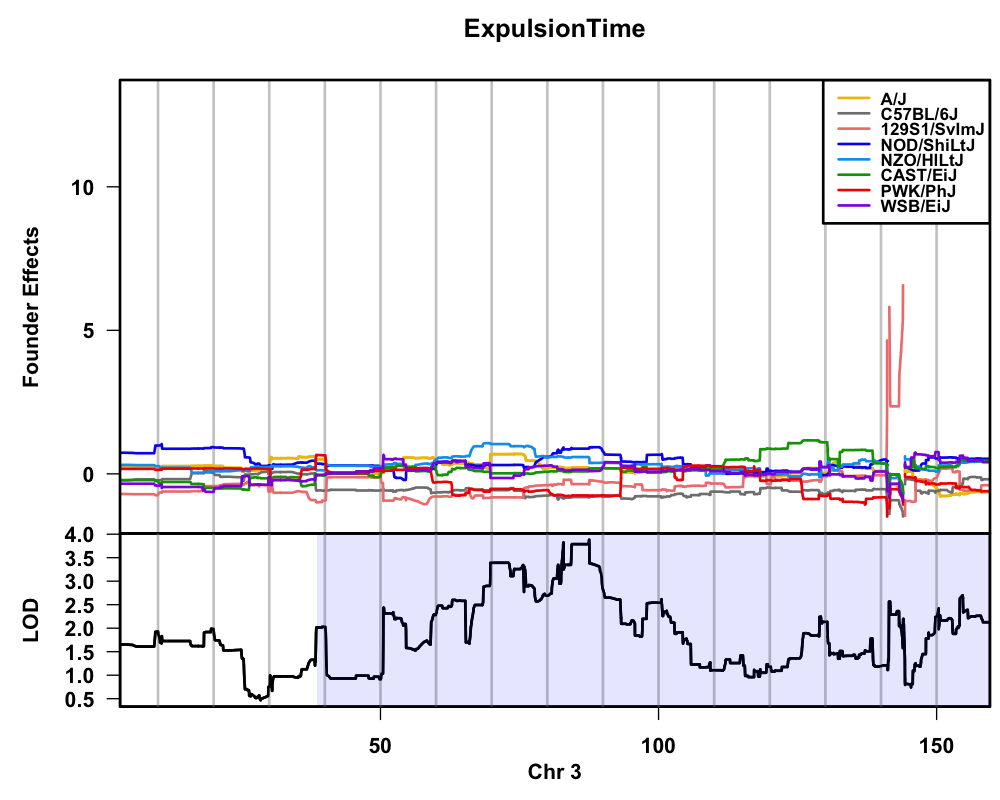 ExpulsionTime
A/J
C57BL/6J
129S1/SvImJ
NOD/ShiLtJ
NZO/HlLtJ
CAST/EiJ
PWK/PhJ
WSB/EiJ
10
5
0
Founder Effects
4.0
3.5
3.0
2.5
2.0
1.5
1.0
0.5
LOD
50 100 150
Chr 3